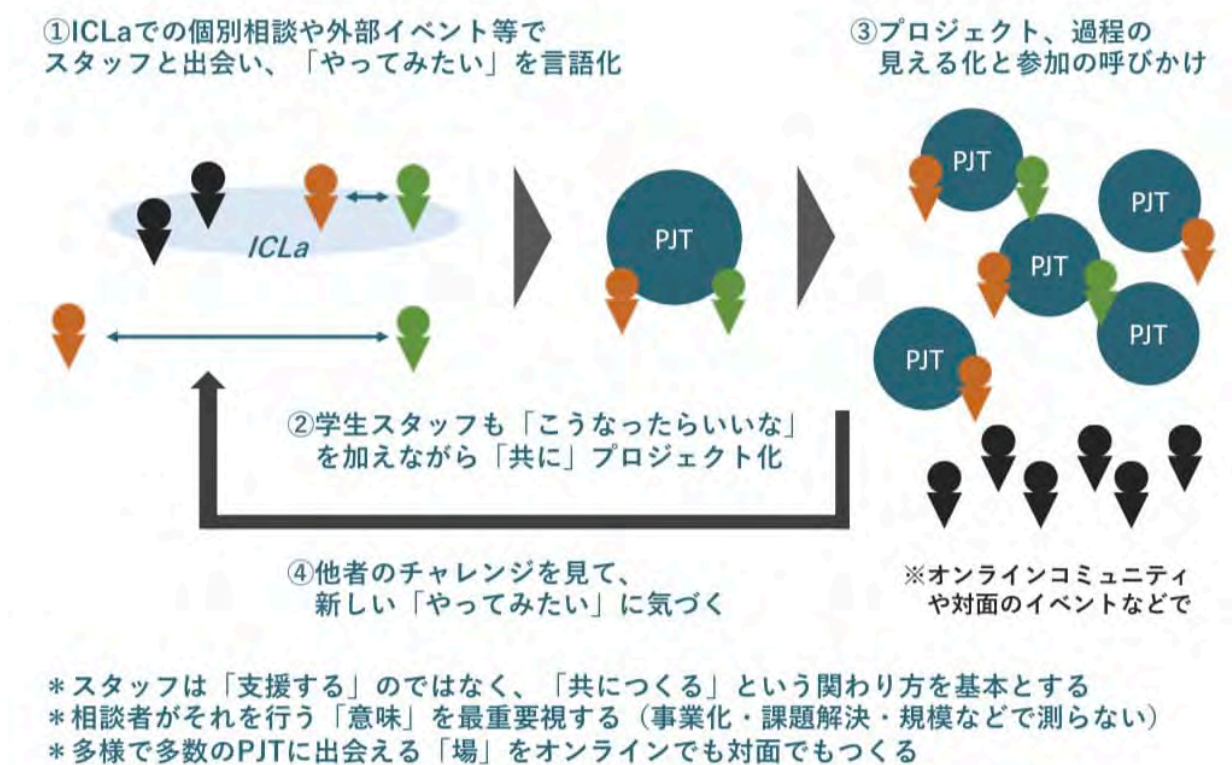 ①ICLaでの個別相談や外部イベント等で
スタッフと出会い、「やってみたい」を言語化
③プロジェクト、過程の
見える化と参加の呼びかけ
ICLa
PJT
PJT
PJT
PJT
PJT
PJT
②学生スタッフも「こうなったらいいな」
を加えながら「共に」プロジェクト化
④他者のチャレンジを見て、
新しい「やってみたい」に気づく
※オンラインコミュニティ
や対面のイベントなどで
＊スタッフは「支援する」のではなく、「共につくる」という関わり方を基本とする
＊相談者がそれを行う「意味」を最重要視する（事業化・課題解決・規模などで測らない）
＊多様で多数のPJTに出会える「場」をオンラインでも対面でもつくる